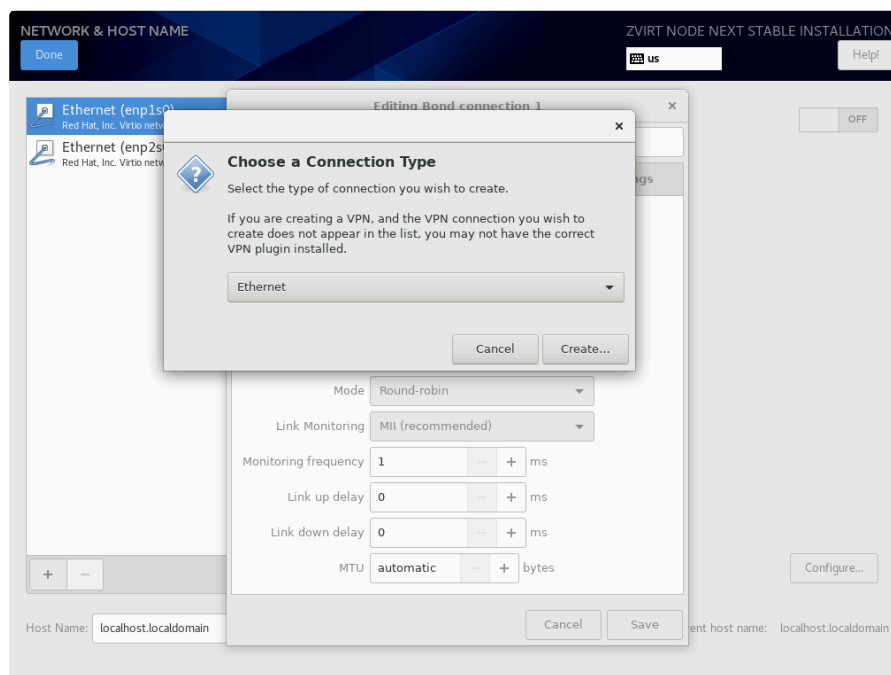 NETWORK & HOST NAME
ZVIRT NODE NEXT STABLE INSTALLATION
Done
us
Help!
Editing Bond connection 1
Ethernet (enp1s0)
Red Hat, Inc. Virtio netw
OFF
Ethernet (enp2s
Red Hat, Inc. Virtio netw
Choose a Connection Type
Select the type of connection you wish to create.
If you are creating a VPN, and the VPN connection you wish to
create does not appear in the list, you may not have the correct
VPN plugin installed.
Ethernet
Cancel
Create...
Mode
Round-robin
Link Monitoring
MII (recommended)
Monitoring frequency
1
ms
Link up delay
0
ms
Link down delay
0
ms
MTU
automatic
bytes
Configure...
Cancel
Save
Host Name:
localhost.localdomain
ent host name:
localhost.localdomain